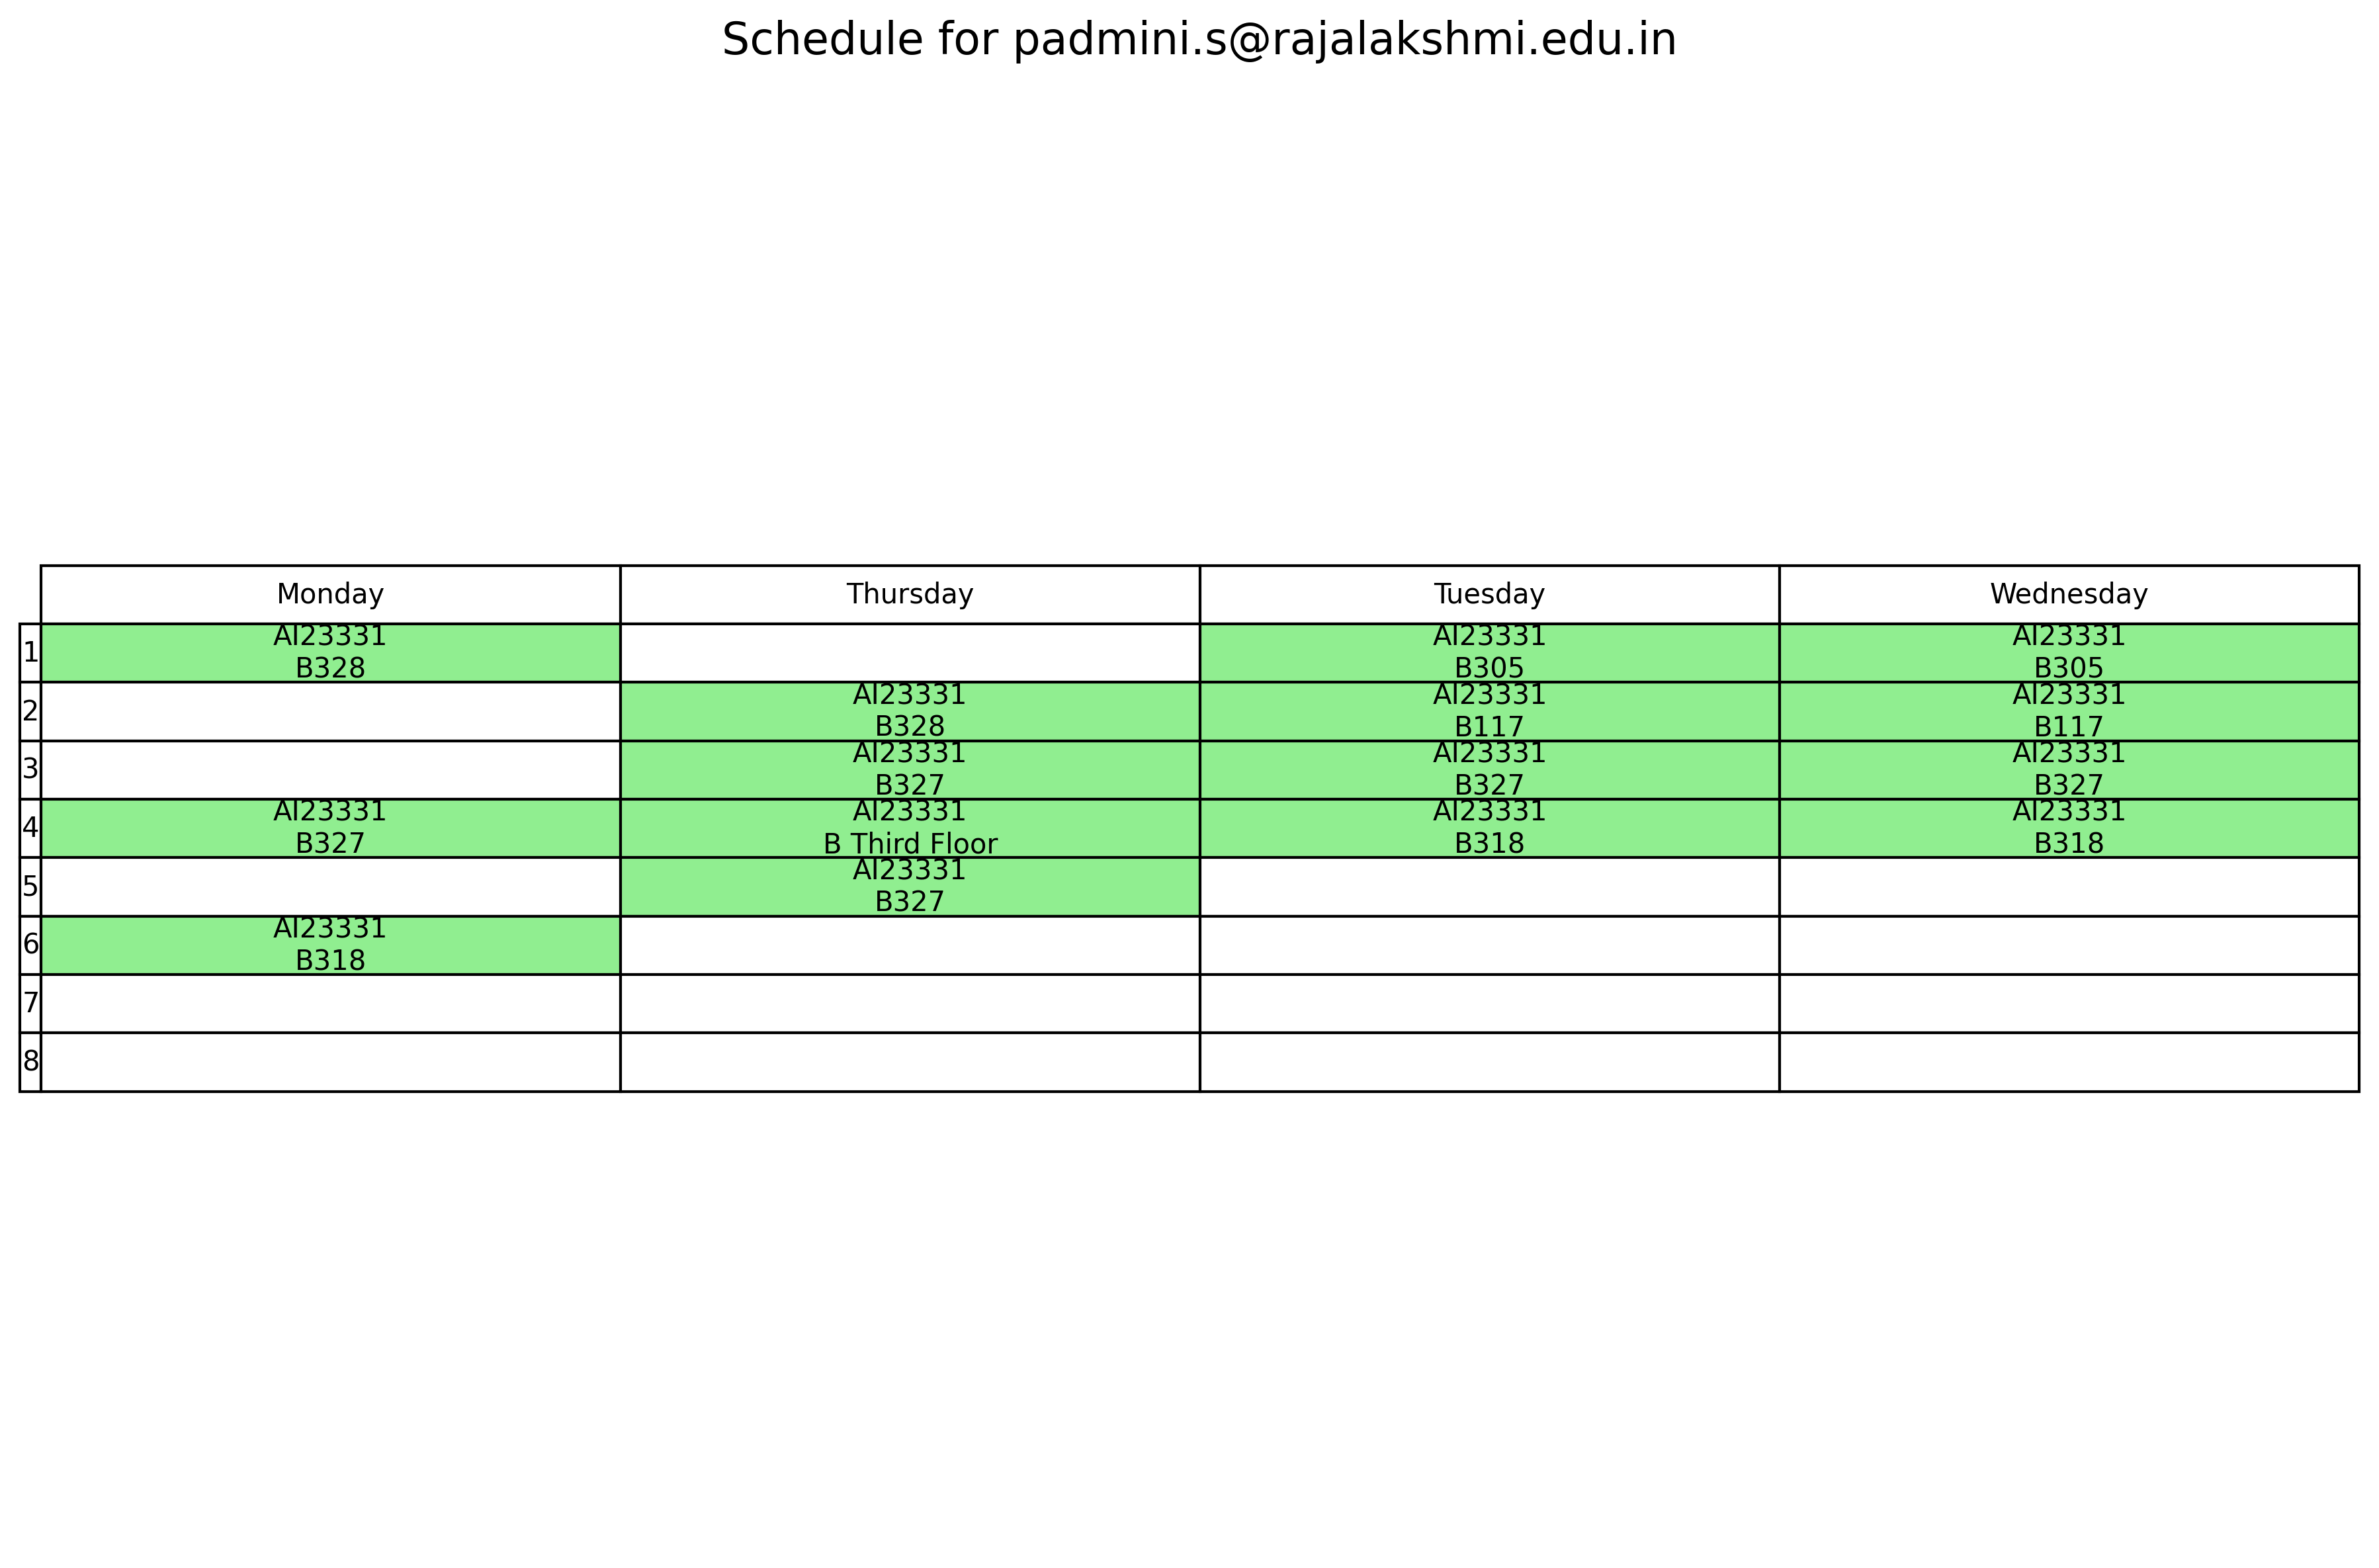 Schedule for padmini.s@rajalakshmi.edu.in
Monday Thursday Tuesday Wednesday
1 AI23331 AI23331 AI23331
B328 B305 B305
2 AI23331 AI23331 AI23331
B328 B117 B117
3 AI23331 AI23331 AI23331
B327 B327 B327
4 AI23331 AI23331 AI23331 AI23331
B327 B Third Floor B318 B318
5 AI23331
B327
6 AI23331
B318
7
8